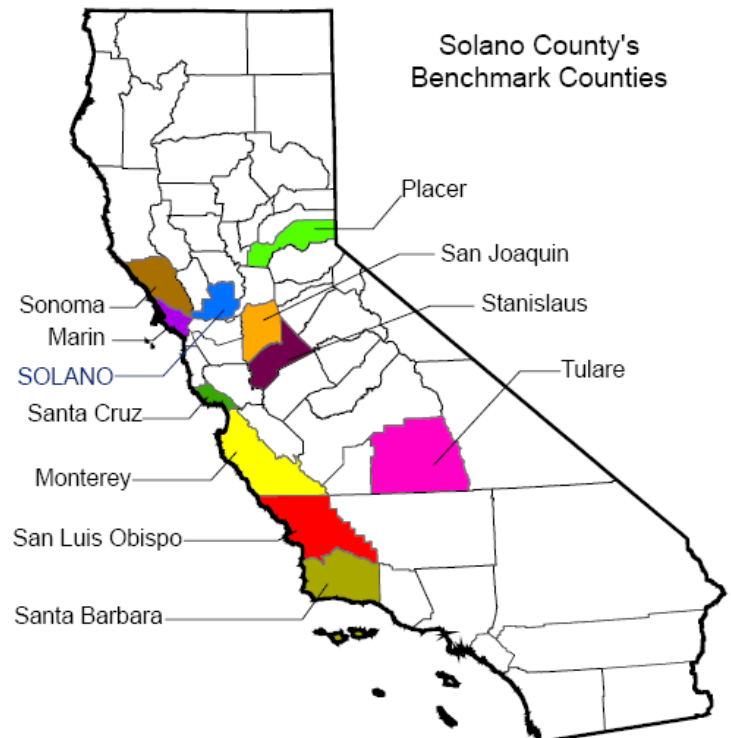 Solano County's
Benchmark Counties
Placer
San Joaquin
Stanislaus
Sonoma
Marin
Tulare
SOLANO
Santa Cruz
Monterey
San Luis Obispo
Santa Barbara